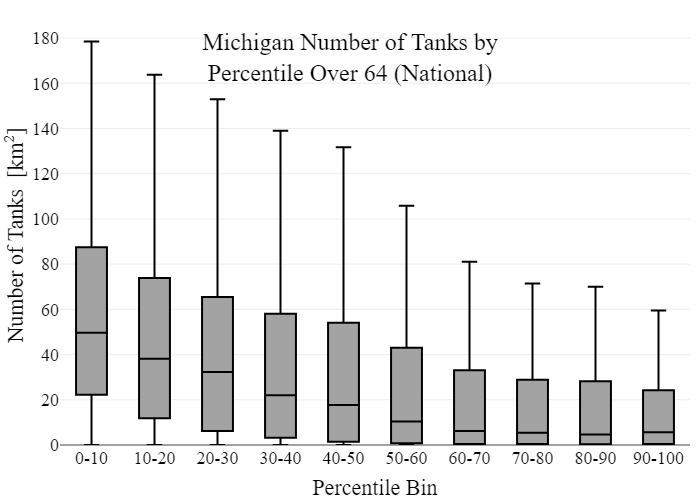 Michigan Number of Tanks by
Percentile Over 64 (National)
Number of Tanks [km²]
180
160
140
120
100
80
60
40
20
0
0-10 10-20 20-30 30-40 40-50 50-60 60-70 70-80 80-90 90-100
Percentile Bin